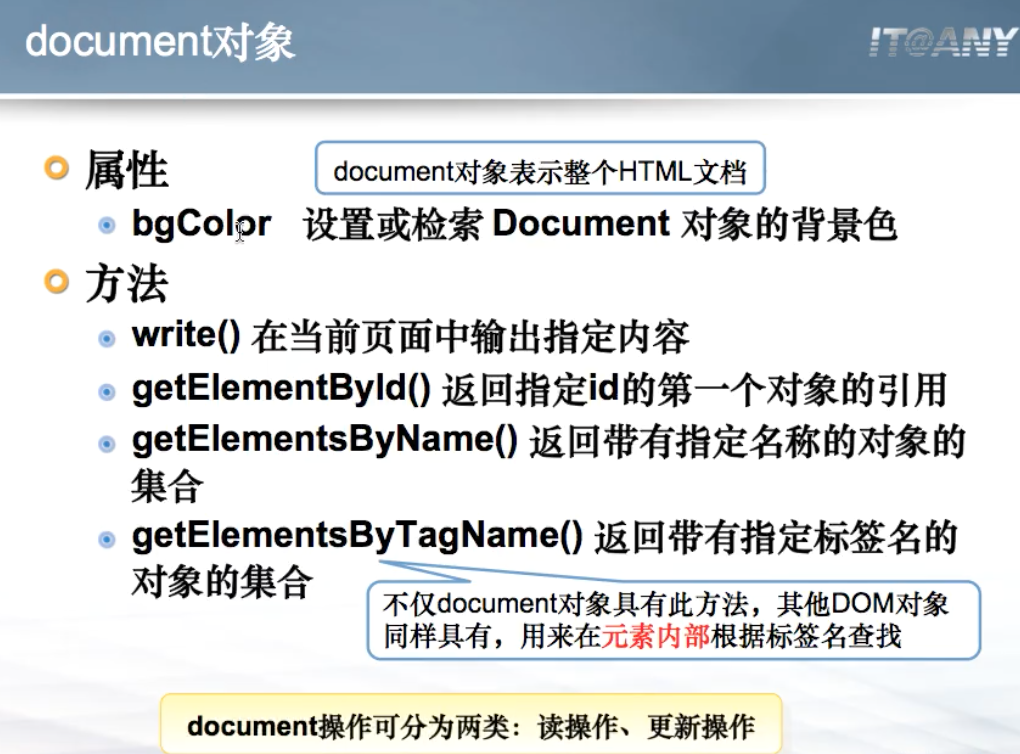 document对象
IT@ANY
属性
document对象表示整个HTML文档
bgColor 设置或检索 Document 对象的背景色
方法
write() 在当前页面中输出指定内容
getElementById() 返回指定id的第一个对象的引用
getElementsByName() 返回带有指定名称的对象的
集合
getElementsByTagName() 返回带有指定标签名的
对象的集合
不仅document对象具有此方法，其他DOM对象
同样具有，用来在元素内部根据标签名查找
document操作可分为两类：读操作、更新操作